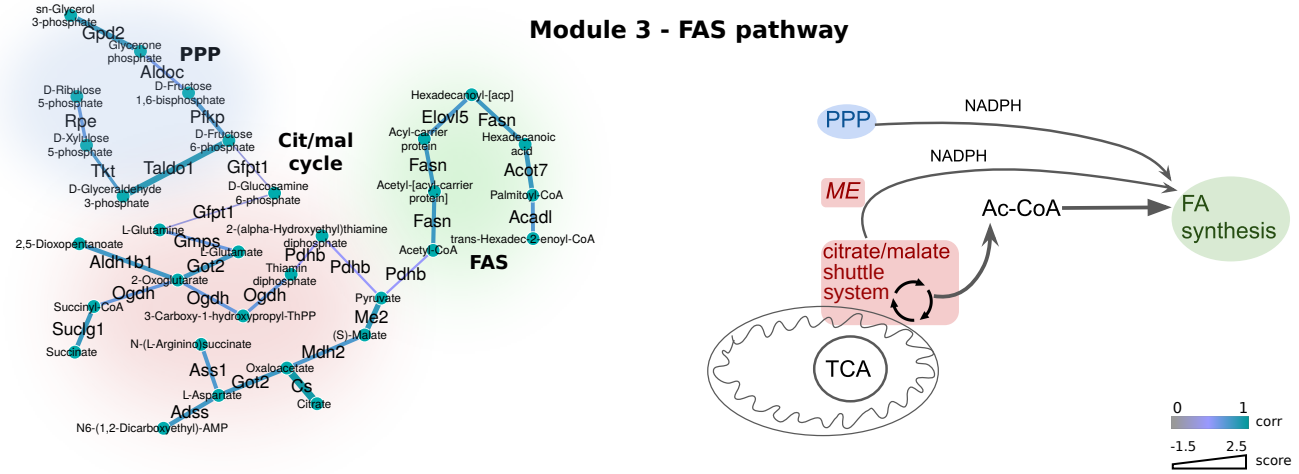 Module 3 - FAS pathway
sn-Glycerol
3-phosphate
Gpd2
Glycerone
phosphate
PPP
Aldoc
D-Fructose
1,6-bisphosphate
D-Ribulose
5-phosphate
Pfkp
Rpe
D-Xylulose
5-phosphate
D-Fructose
6-phosphate
Tkt
Taldo1
D-Glyceraldehyde
3-phosphate
Gfpt1
D-Glucosamine
6-phosphate
Cit/mal
cycle
Gfpt1
L-Glutamine
2-(alpha-Hydroxyethyl)thiamine
diphosphate
2,5-Dioxopentanoate
Gmps
L-Glutamate
Aldh1b1
Got2
2-Oxoglutarate
Pdhb
Pdhb
Pdhb
Thiamin
diphosphate
Ogdh
Ogdh
Ogdh
Succinyl-CoA
3-Carboxy-1-hydroxypropyl-ThPP
Suclg1
Succinate
Pyruvate
Me2
(S)-Malate
N-(L-Arginino)succinate
Mdh2
Ass1
Oxaloacetate
Got2
Cs
L-Aspartate
Citrate
Adss
N6-(1,2-Dicarboxyethyl)-AMP
Hexadecanoyl-[acp]
Elovl5
Fasn
Acyl-carrier
protein
Hexadecanoic
acid
Fasn
Acot7
Acetyl-[acyl-carrier
protein]
Palmitoyl-CoA
Fasn
Acadl
Acetyl-CoA
trans-Hexadec-2-enoyl-CoA
FAS
NADPH
PPP
NADPH
ME
Ac-CoA
FA
synthesis
citrate/malate
shuttle
system
TCA
0 1
corr
-1.5 2.5
score